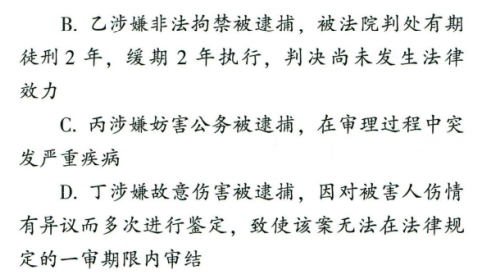 B. 乙涉嫌非法拘禁被逮捕，被法院判处有期
徒刑2年，缓期2年执行，判决尚未发生法律
效力
C. 丙涉嫌妨害公务被逮捕，在审理过程中突
发严重疾病
D. 丁涉嫌故意伤害被逮捕，因对被害人伤情
有异议而多次进行鉴定，致使该案无法在法律规
定的一审期限内审结